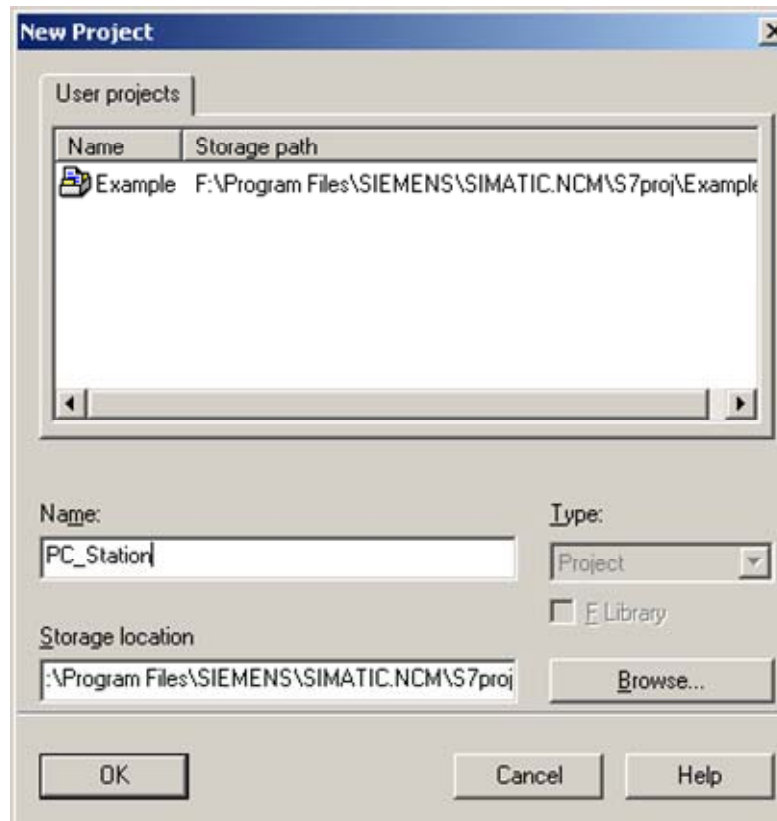 New Project
User projects
Name Storage path
Example F:\Program Files\SIEMENS\SIMATIC.NCM\S7proj\Example
Name:
PC_Station
Type:
Project
F Library
Storage location
:\Program Files\SIEMENS\SIMATIC.NCM\S7proj
Browse...
OK Cancel Help